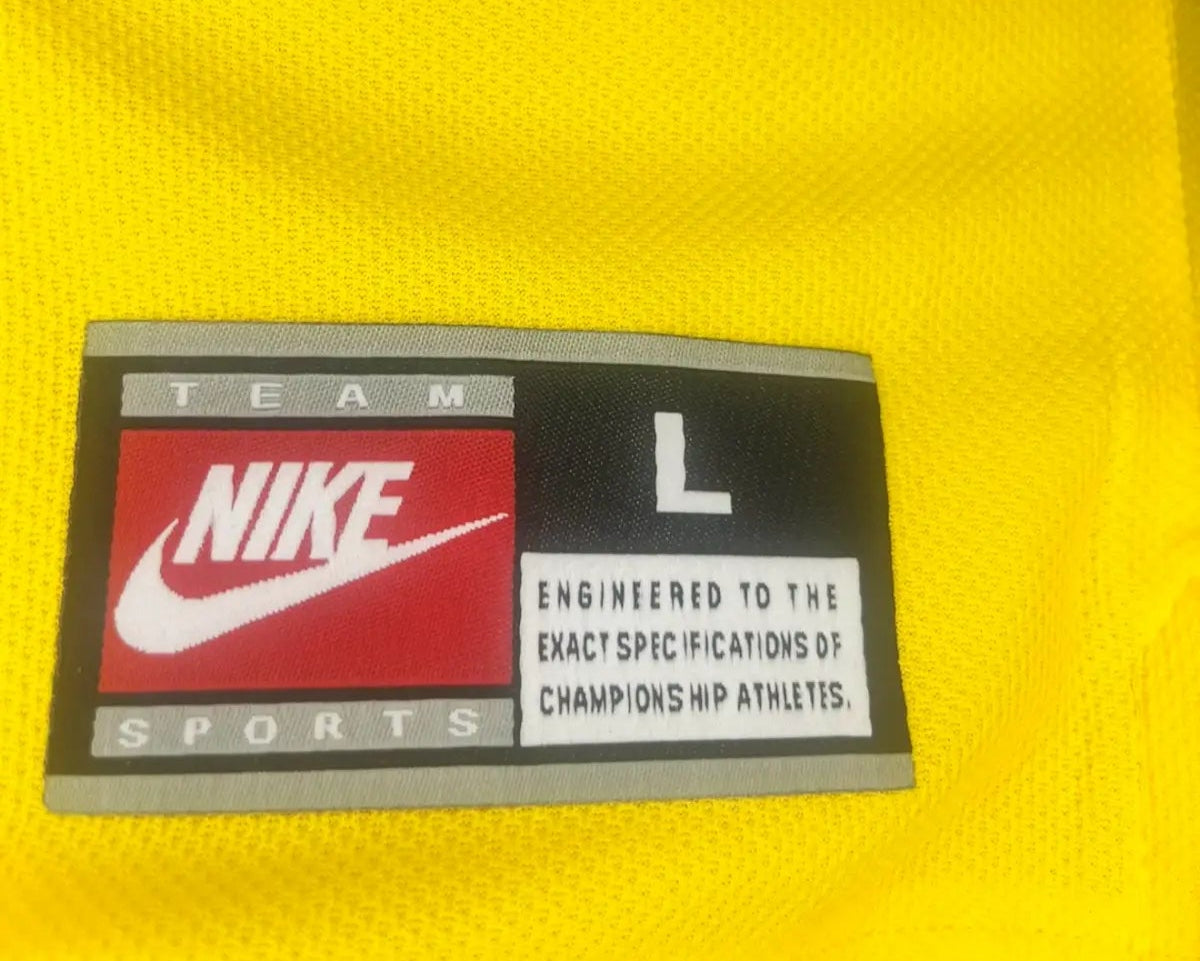 TEAM
NIKE
SPORTS
L
ENGINEERED TO THE
EXACT SPECIFICATIONS OF
CHAMPIONSHIP ATHLETES.